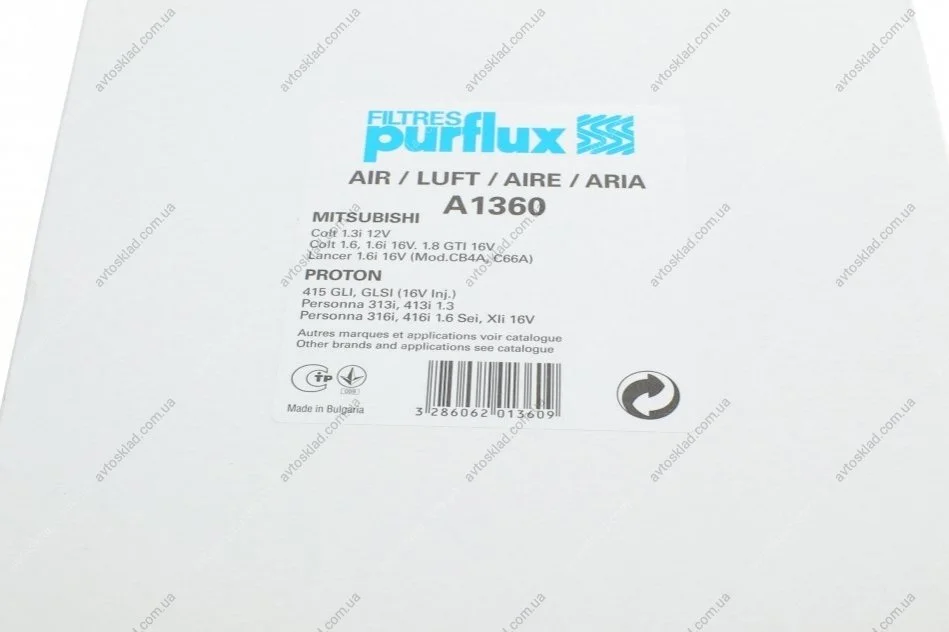 FILTRES
purflux
AIR / LUFT / AIRE / ARIA
A1360
MITSUBISHI
Colt 1.3i 12V
Colt 1.6, 1.6i 16V. 1.8 GTI 16V
Lancer 1.6i 16V (Mod.CB4A, C66A)
PROTON
415 GLI, GLSI (16V Inj.)
Personna 313i, 413i 1.3
Personna 316i, 416i 1.6 Sei, Xli 16V
Autres marques et applications voir catalogue
Other brands and applications see catalogue
CTP
Made in Bulgaria
3 286062 013609
avtosklad.com.ua